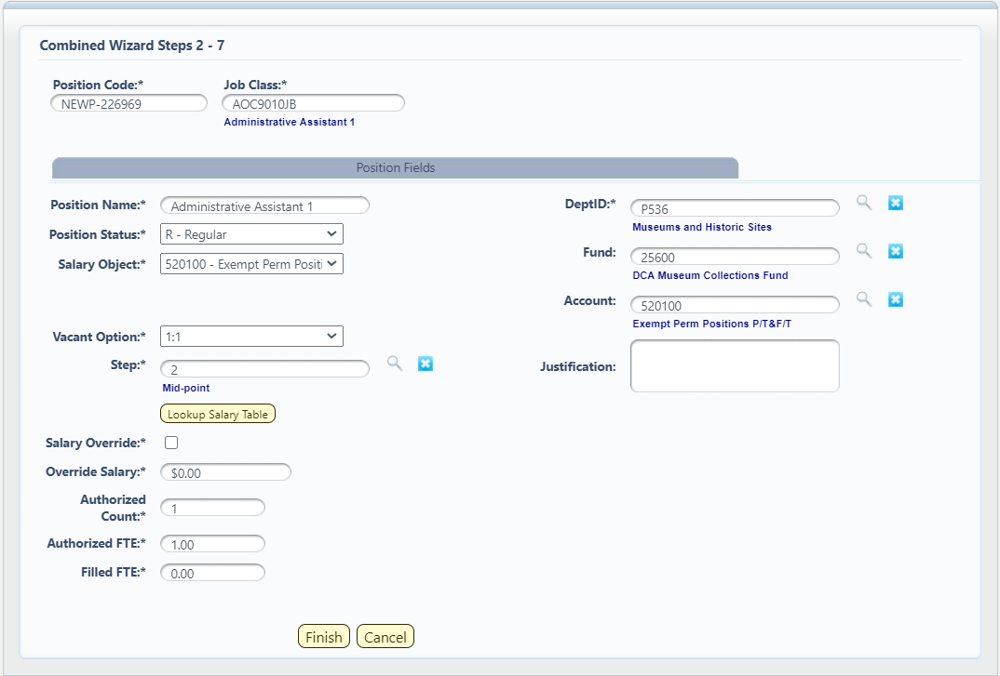 Combined Wizard Steps 2 - 7
Position Code:* Job Class:*
NEWP-226969 AOC9010JB
Administrative Assistant 1
Position Fields
Position Name:* Administrative Assistant 1
Position Status:* R - Regular
Salary Object:* 520100 - Exempt Perm Positi
Vacant Option:* 1:1
Step:* 2
Mid-point
Lookup Salary Table
Salary Override:*
Override Salary:* $0.00
Authorized
Count:* 1
Authorized FTE:* 1.00
Filled FTE:* 0.00
DeptID:* P536
Museums and Historic Sites
Fund: 25600
DCA Museum Collections Fund
Account: 520100
Exempt Perm Positions P/T&F/T
Justification:
Finish Cancel